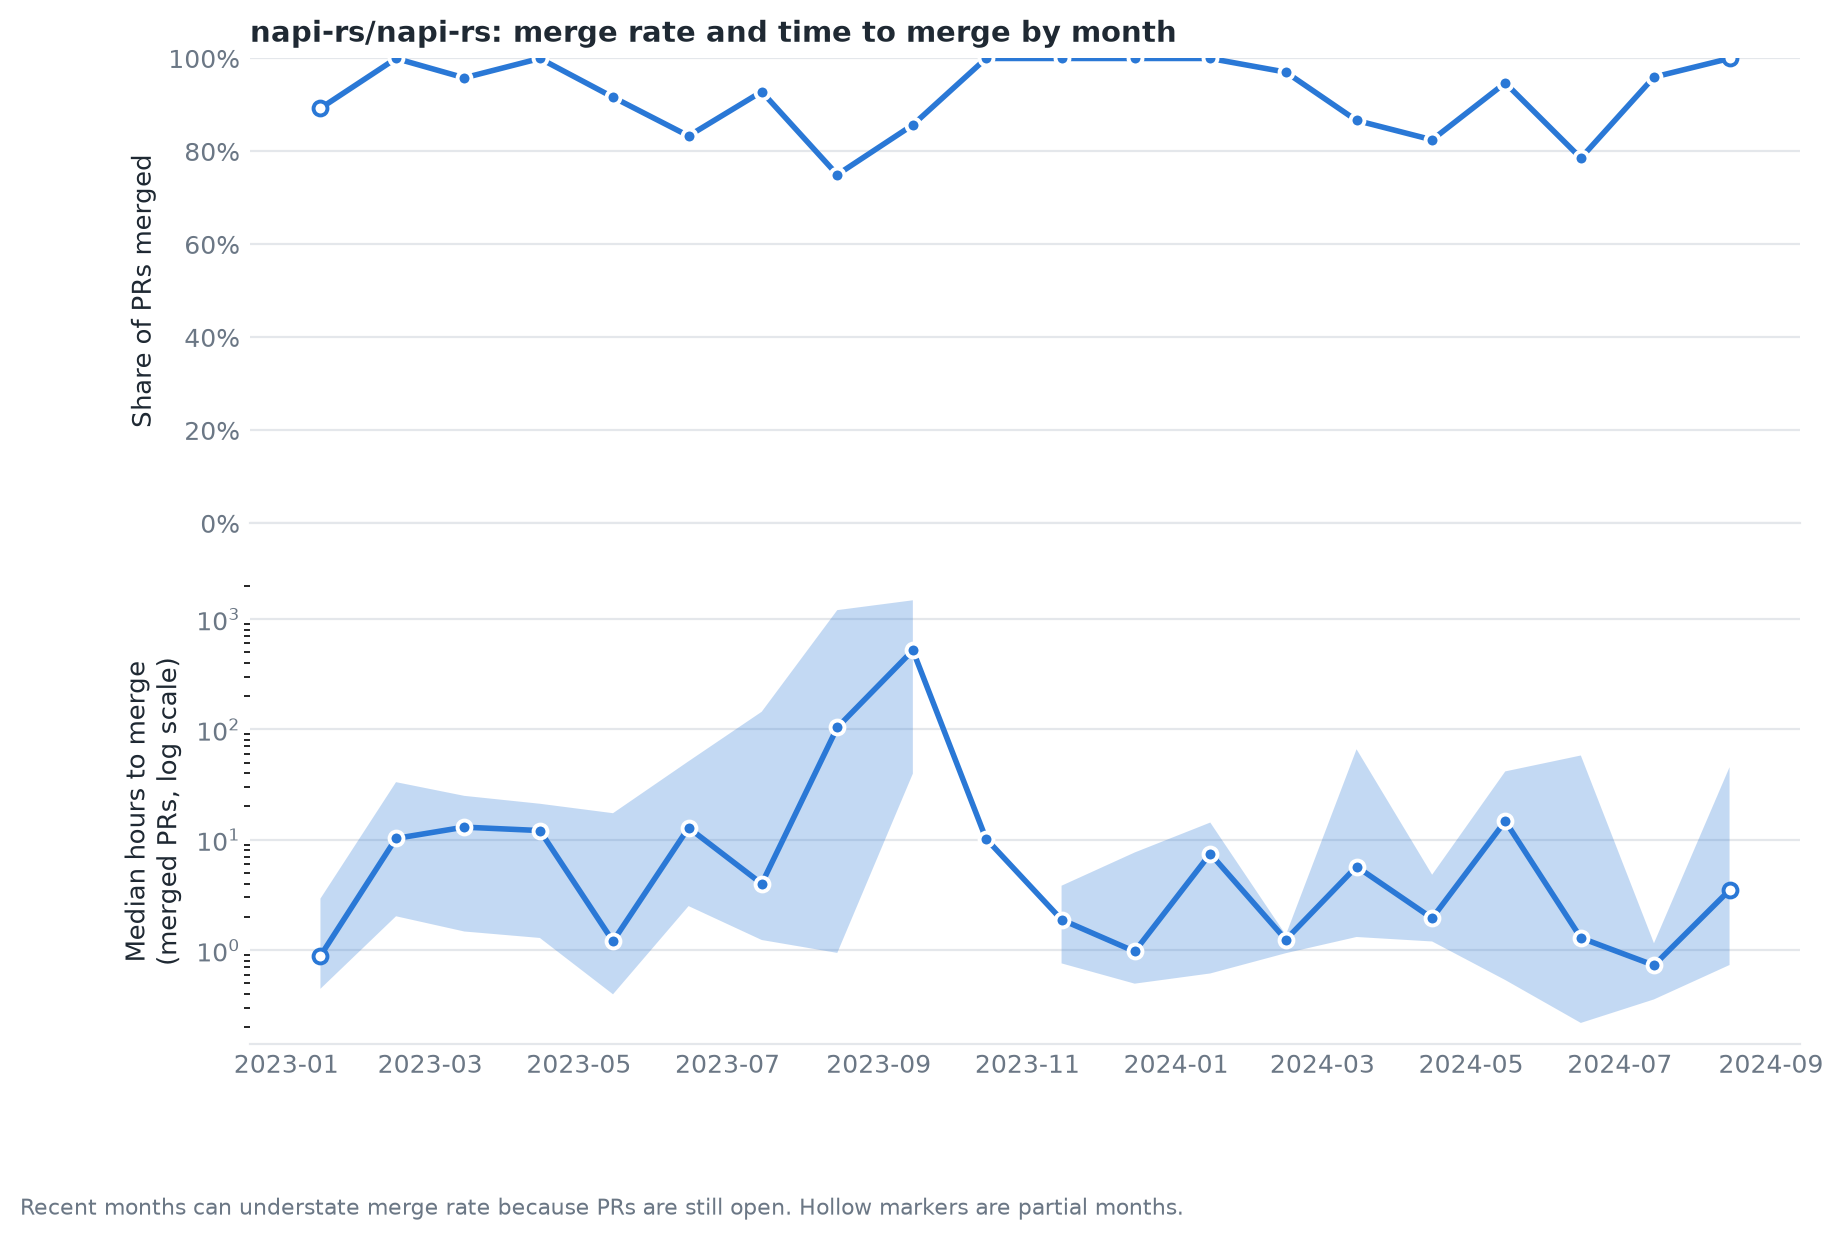 napi-rs/napi-rs: merge rate and time to merge by month
100%
80%
60%
40%
20%
0%
Share of PRs merged
10³
10²
10¹
10⁰
Median hours to merge
(merged PRs, log scale)
2023-01 2023-03 2023-05 2023-07 2023-09 2023-11 2024-01 2024-03 2024-05 2024-07 2024-09
Recent months can understate merge rate because PRs are still open. Hollow markers are partial months.